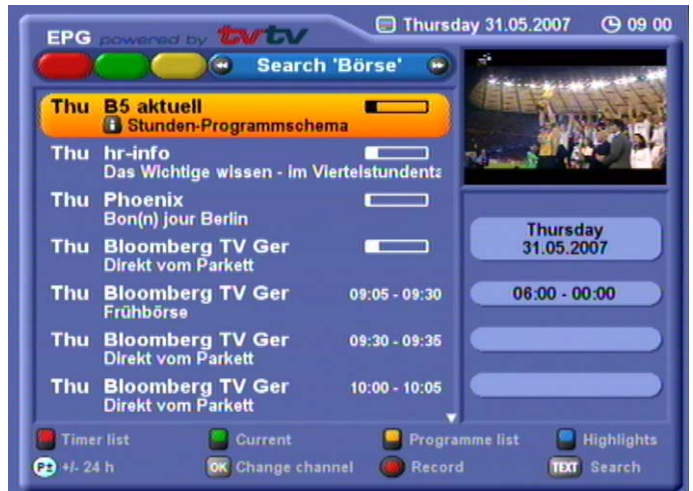 EPG powered by tvtv
Thursday 31.05.2007 09 00
Search 'Börse'
Thu B5 aktuell
Stunden-Programmschema
Thu hr-info
Das Wichtige wissen - im Viertelstundenta
Thu Phoenix
Bon(n) jour Berlin
Thu Bloomberg TV Ger
Direkt vom Parkett
Thu Bloomberg TV Ger 09:05 - 09:30
Frühbörse
Thu Bloomberg TV Ger 09:30 - 09:35
Direkt vom Parkett
Thu Bloomberg TV Ger 10:00 - 10:05
Direkt vom Parkett
Thursday
31.05.2007
06:00 - 00:00
Timer list Current Programme list Highlights
P± +/- 24 h OK Change channel Record TEXT Search